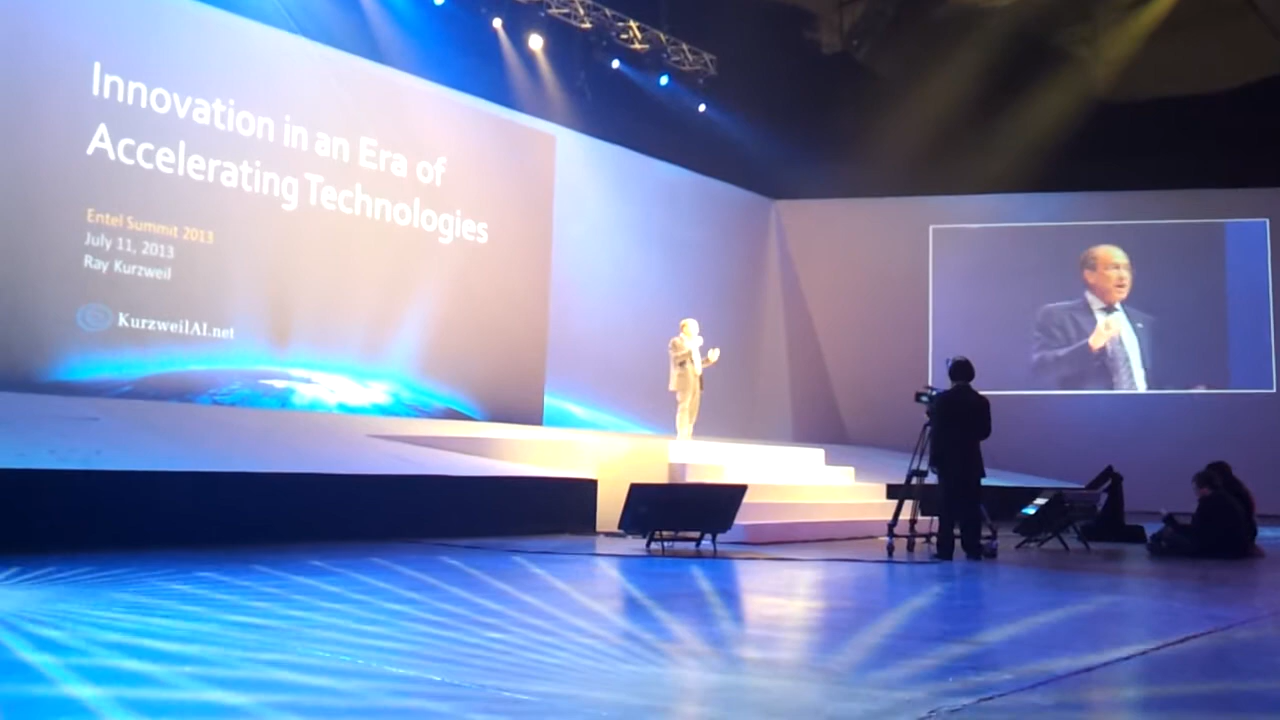 Innovation in an Era of
Accelerating Technologies
Entel Summit 2013
July 11, 2013
Ray Kurzweil
KurzweilAI.net